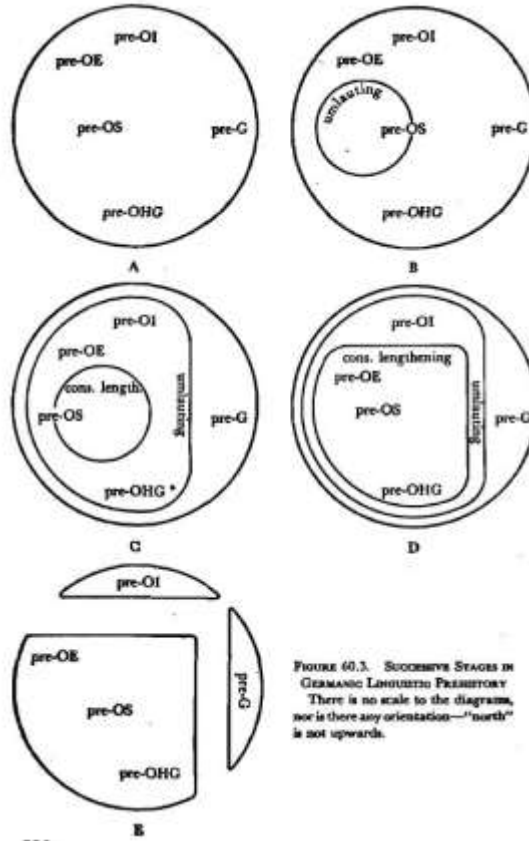 pre-OI
pre-OE
pre-OS
pre-G
pre-OHG
A
pre-OI
pre-OE
umlauting
pre-OS
pre-G
pre-OHG
B
pre-OI
pre-OE
cons. length.
pre-OS
umlauting
pre-G
pre-OHG
C
pre-OI
cons. lengthening
pre-OE
pre-OS
umlauting
pre-G
pre-OHG
D
pre-OI
pre-OE
pre-OS
pre-G
pre-OHG
E
FIGURE 60.3. SUCCESSIVE STAGES IN
GERMANIC LINGUISTIC PREHISTORY
There is no scale to the diagrams,
nor is there any orientation—"north"
is not upwards.